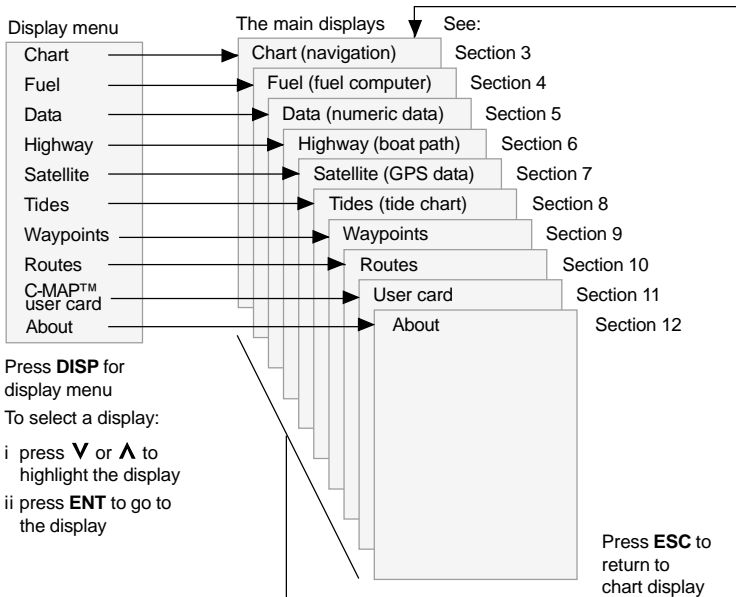 Display menu
Chart
Fuel
Data
Highway
Satellite
Tides
Waypoints
Routes
C-MAP™
user card
About
Press DISP for
display menu
To select a display:
i press V or Λ to
highlight the display
ii press ENT to go to
the display
The main displays
See:
Chart (navigation)
Section 3
Fuel (fuel computer)
Section 4
Data (numeric data)
Section 5
Highway (boat path)
Section 6
Satellite (GPS data)
Section 7
Tides (tide chart)
Section 8
Waypoints
Section 9
Routes
Section 10
User card
Section 11
About
Section 12
Press ESC to
return to
chart display